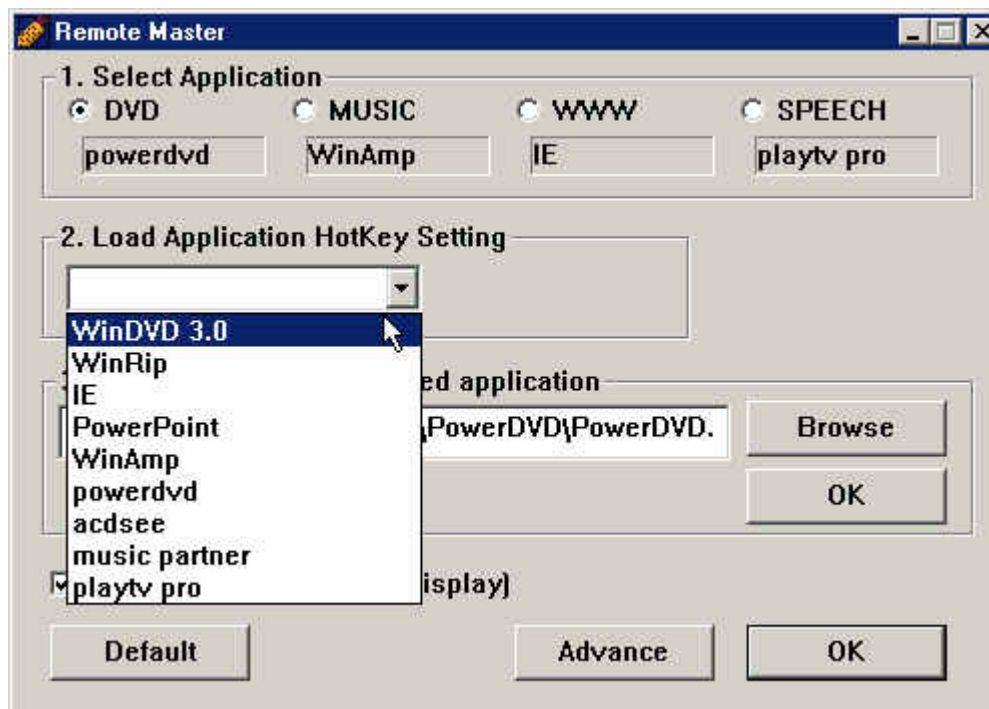 Remote Master
1. Select Application
DVD MUSIC WWW SPEECH
powerdvd WinAmp IE playtv pro
2. Load Application HotKey Setting
WinDVD 3.0
WinRip
IE
PowerPoint
WinAmp
powerdvd
acdsee
music partner
playtv pro
ed application
\PowerDVD\PowerDVD.
Browse
OK
isplay)
Default Advance OK